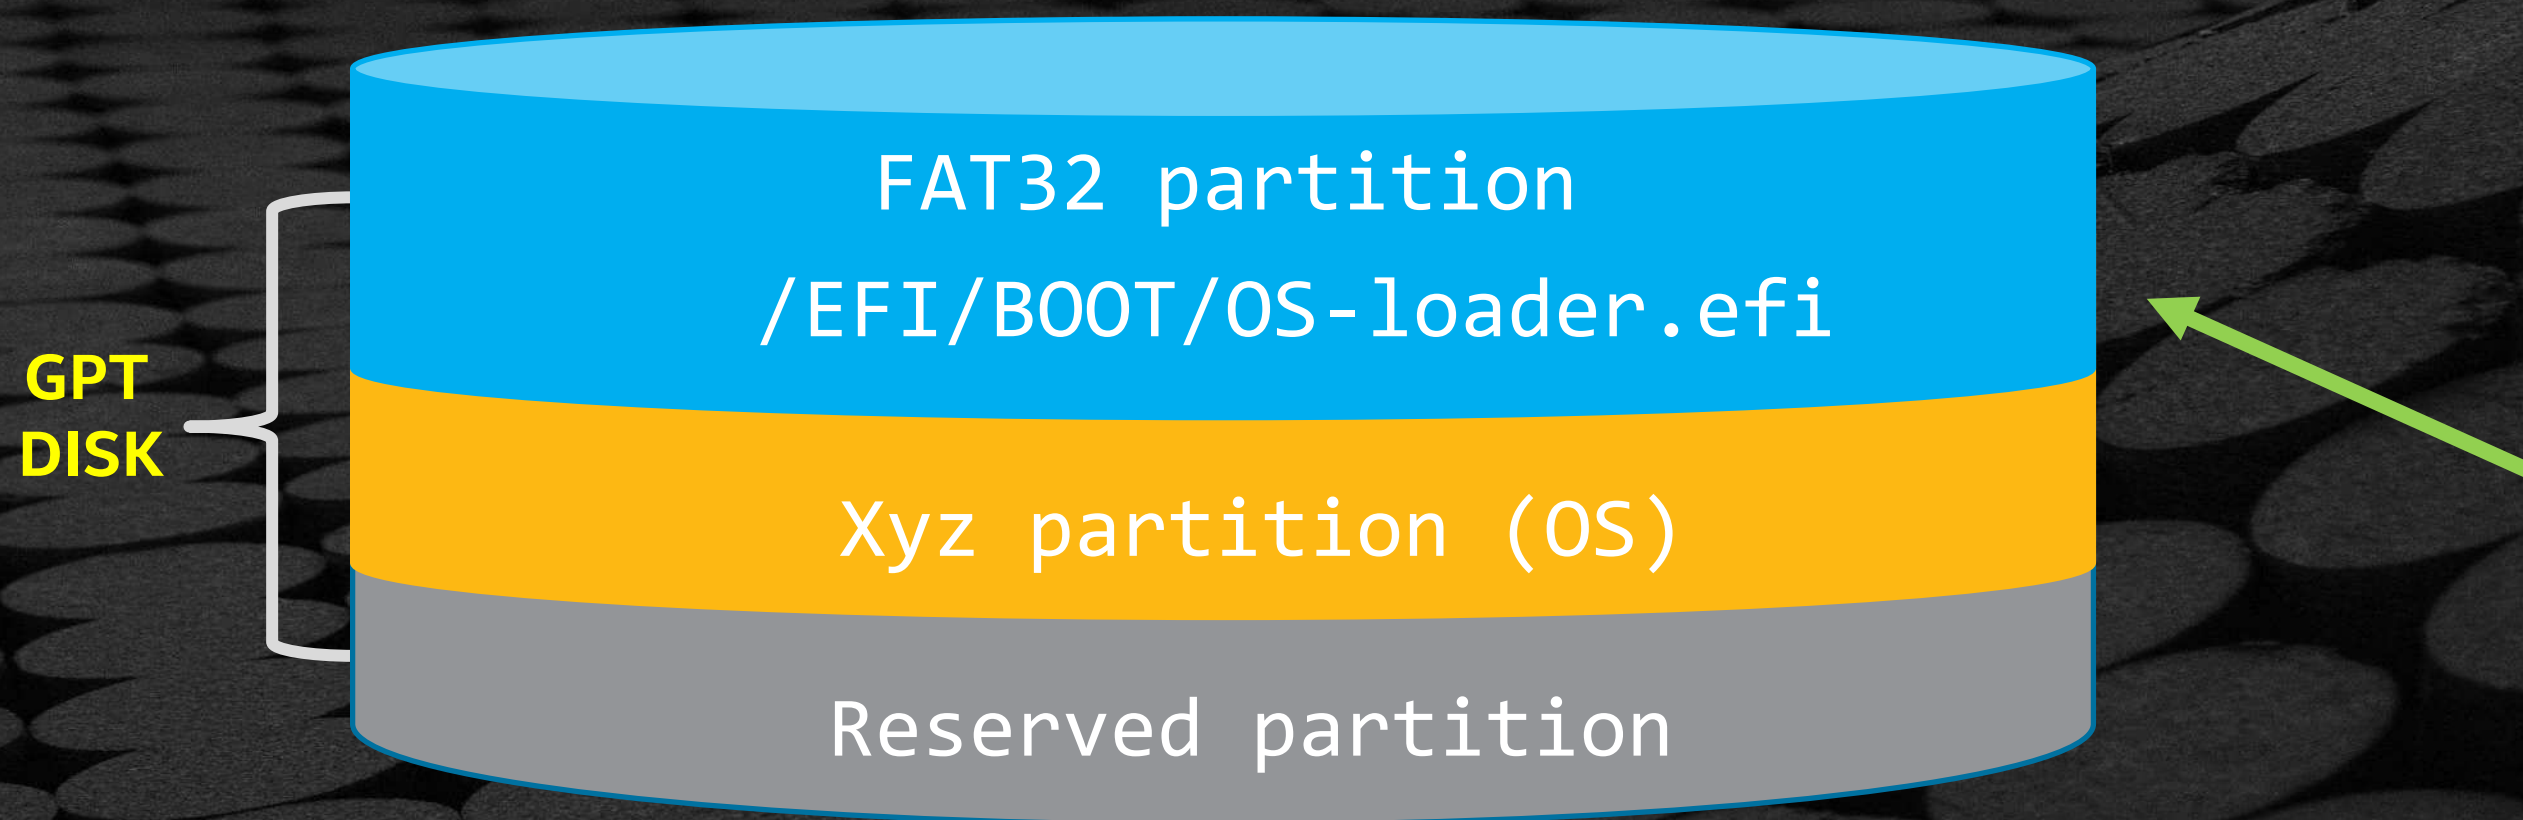 FAT32 partition
/EFI/BOOT/OS-loader.efi
GPT
DISK
Xyz partition (OS)
Reserved partition